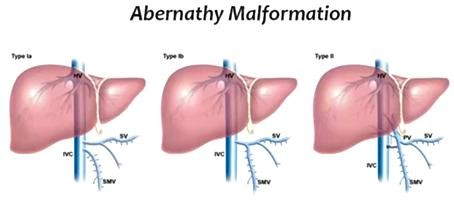 Abernathy Malformation
Type Ia
HV
SV
IVC
SMV
Type Ib
HV
SV
IVC
SMV
Type II
HV
PV
SV
IVC
SMV